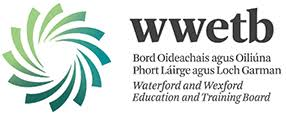 wwetb
Bord Oideachais agus Oiliúna
Phort Láirge agus Loch Garman
Waterford and Wexford
Education and Training Board